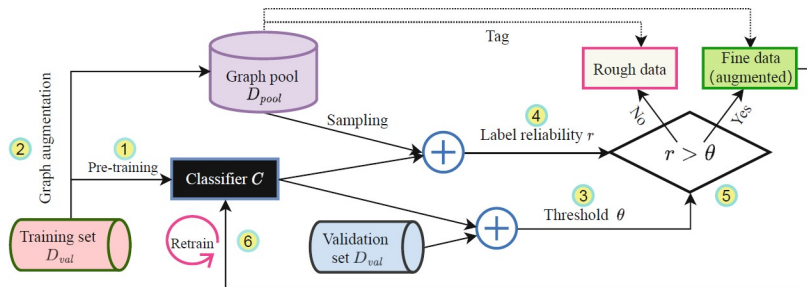 Graph pool
D_pool
Tag
Rough data
Fine data
(augmented)
Graph augmentation
2
1
Pre-training
Sampling
4
Label reliability r
No
Yes
r > θ
Classifier C
3
Threshold θ
5
Training set
D_val
Retrain
6
Validation
set D_val